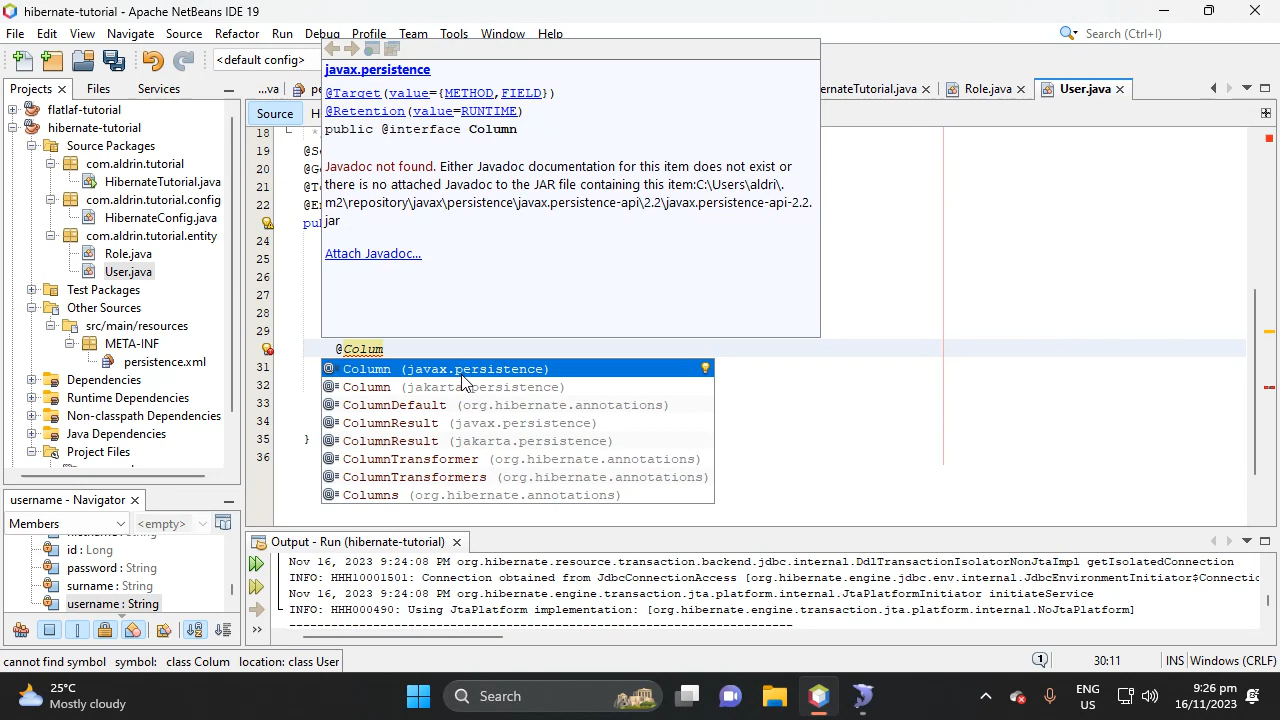 hibernate-tutorial - Apache NetBeans IDE 19
File Edit View Navigate Source Refactor Run Debug Profile Team Tools Window Help
Search (Ctrl+I)
<default config>
Projects Files Services
...va HibernateTutorial.java Role.java User.java
Source
flatlaf-tutorial
hibernate-tutorial
Source Packages
com.aldrin.tutorial
HibernateTutorial.java
com.aldrin.tutorial.config
HibernateConfig.java
com.aldrin.tutorial.entity
Role.java
User.java
Test Packages
Other Sources
src/main/resources
META-INF
persistence.xml
Dependencies
Runtime Dependencies
Non-classpath Dependencies
Java Dependencies
Project Files
javax.persistence
@Target(value={METHOD,FIELD})
@Retention(value=RUNTIME)
public @interface Column
Javadoc not found. Either Javadoc documentation for this item does not exist or
there is no attached Javadoc to the JAR file containing this item:C:\Users\aldri\.
m2\repository\javax\persistence\javax.persistence-api\2.2\javax.persistence-api-2.2.
jar
Attach Javadoc...
18
19
20
21
22
24
25
26
27
28
29
@Colum
31
32
33
34
35 }
36
Column (javax.persistence)
Column (jakarta.persistence)
ColumnDefault (org.hibernate.annotations)
ColumnResult (javax.persistence)
ColumnResult (jakarta.persistence)
ColumnTransformer (org.hibernate.annotations)
ColumnTransformers (org.hibernate.annotations)
Columns (org.hibernate.annotations)
username - Navigator
Members <empty>
id : Long
password : String
surname : String
username : String
Output - Run (hibernate-tutorial)
Nov 16, 2023 9:24:08 PM org.hibernate.resource.transaction.backend.jdbc.internal.DdlTransactionIsolatorNonJtaImpl getIsolatedConnection
INFO: HHH10001501: Connection obtained from JdbcConnectionAccess [org.hibernate.engine.jdbc.env.internal.JdbcEnvironmentInitiator$Connectio
Nov 16, 2023 9:24:08 PM org.hibernate.engine.transaction.jta.platform.internal.JtaPlatformInitiator initiateService
INFO: HHH000490: Using JtaPlatform implementation: [org.hibernate.engine.transaction.jta.platform.internal.NoJtaPlatform]
------------------------------------------------------------------------
cannot find symbol symbol: class Colum location: class User
1 30:11 INS Windows (CRLF)
25°C
Mostly cloudy
Search
ENG
US
9:26 pm
16/11/2023